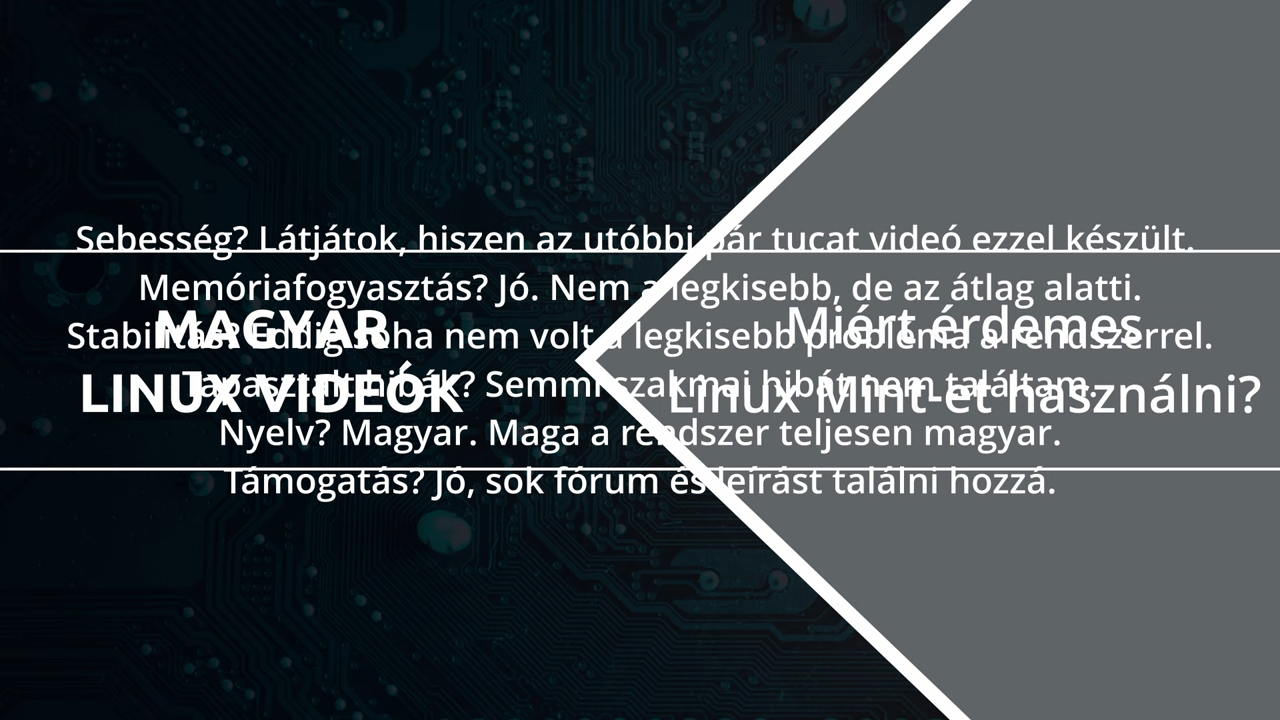 Sebesség? Látjátok, hiszen az utóbbi pár tucat videó ezzel készült.
Memóriafogyasztás? Jó. Nem a legkisebb, de az átlag alatti.
Stabilitás? Eddig soha nem volt a legkisebb probléma a rendszerrel.
Tapasztalt hibák? Semmi szakmai hibát nem találtam.
Nyelv? Magyar. Maga a rendszer teljesen magyar.
Támogatás? Jó, sok fórum és leírást találni hozzá.
MAGYAR
LINUX VIDEÓK
Miért érdemes
Linux Mint-et használni?